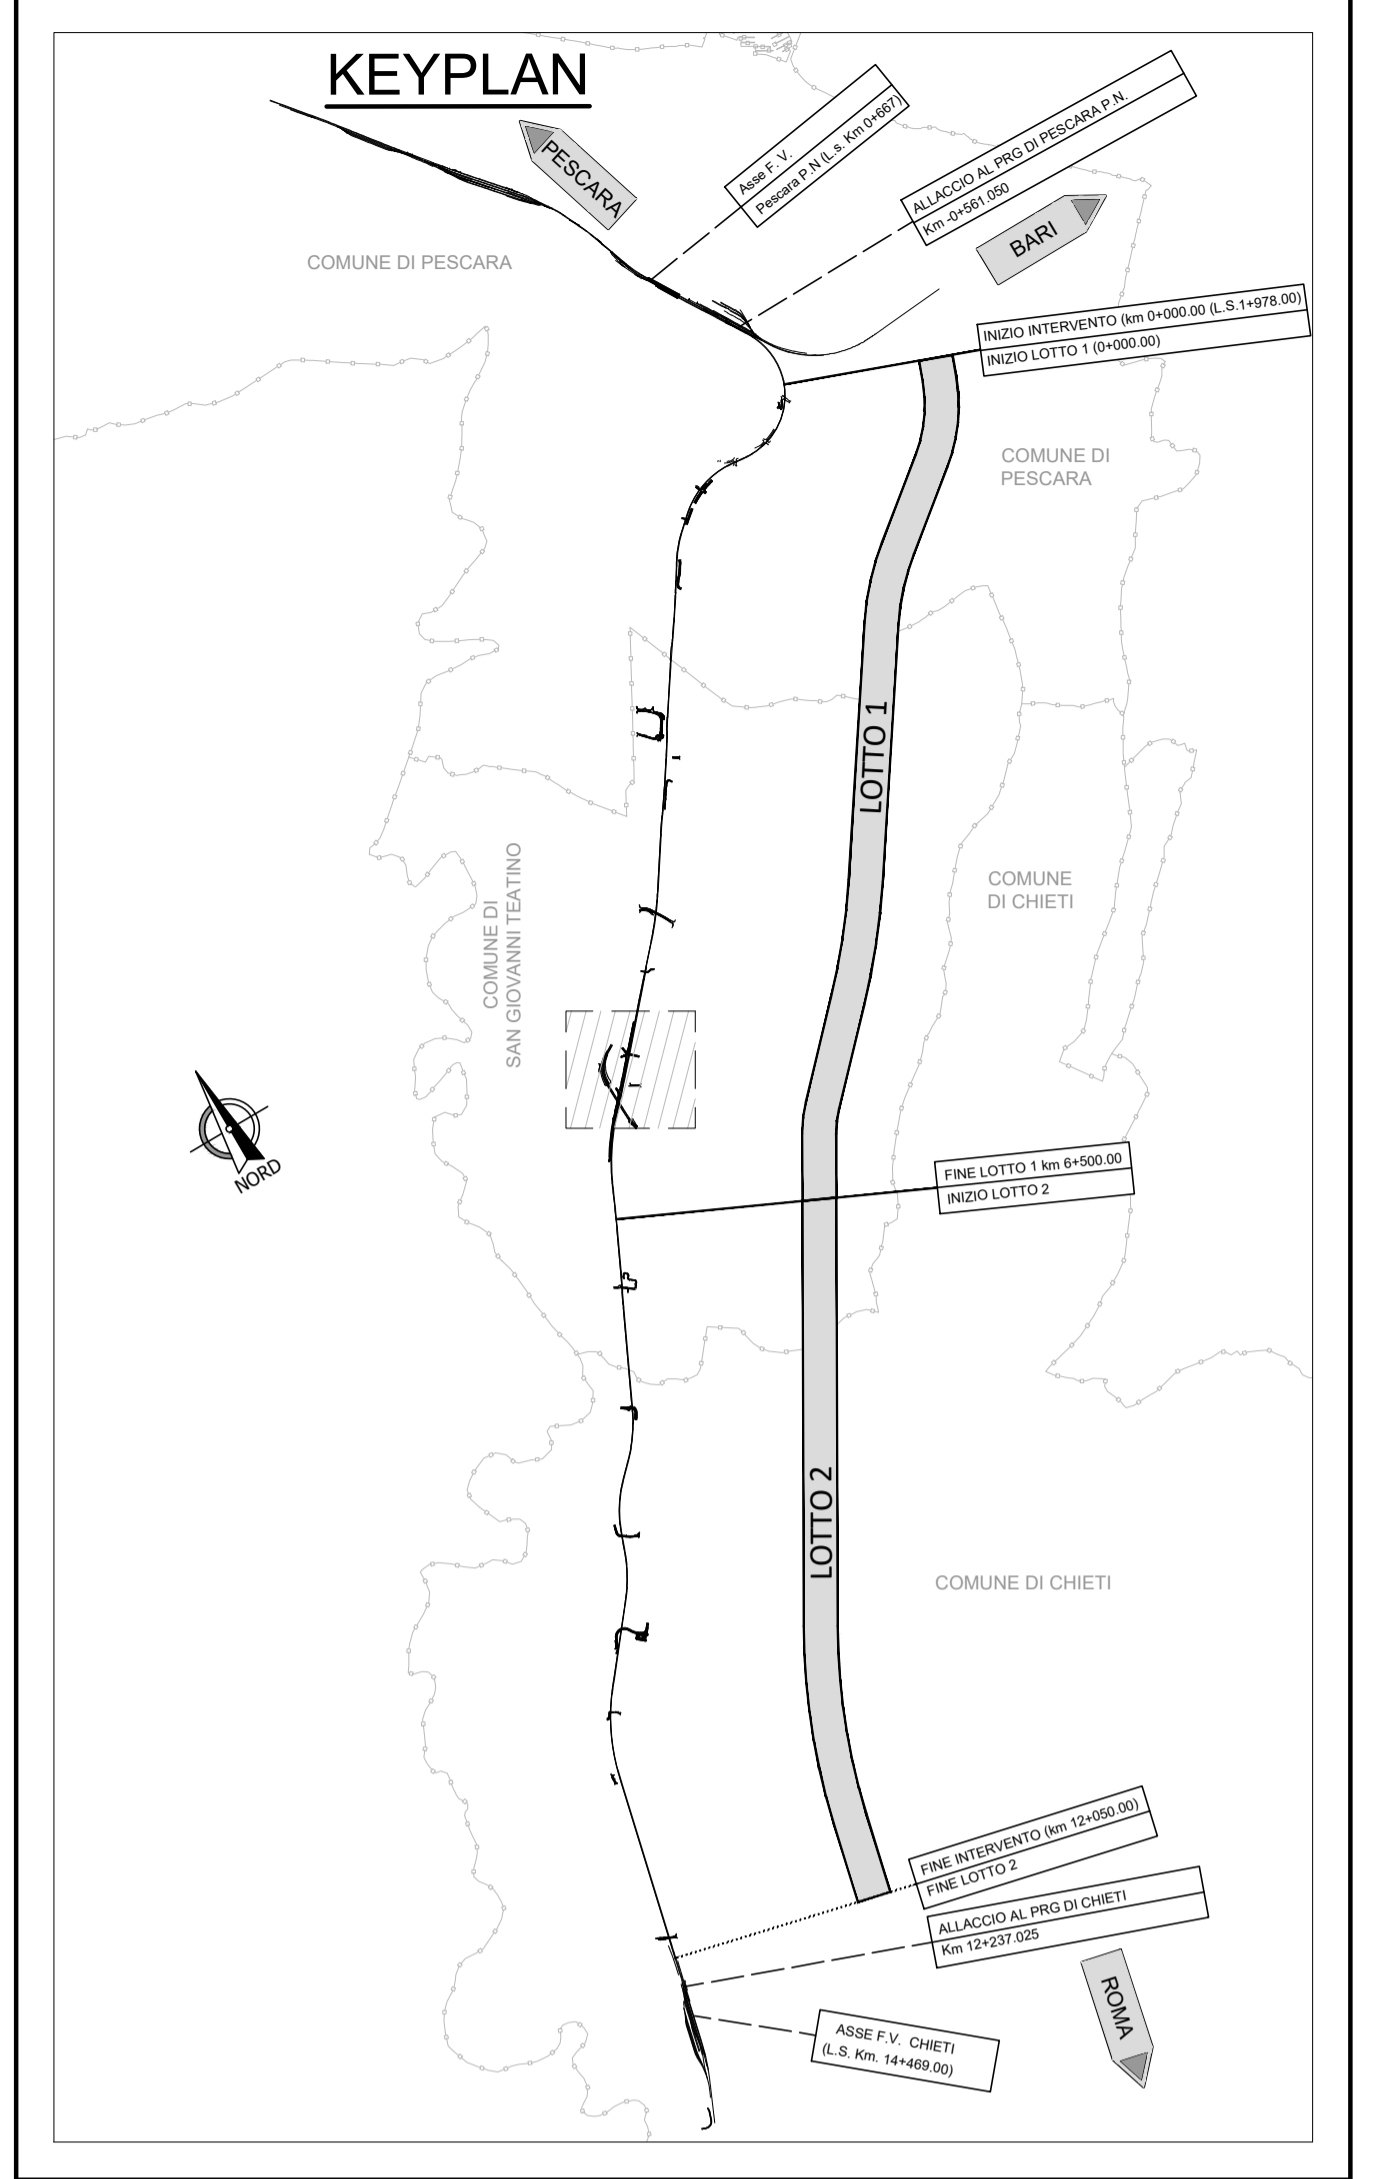 KEYPLAN
PESCARA
Asse F. V.
Pescara P.N (L.s. Km 0+667)
ALLACCIO AL PRG DI PESCARA P.N.
Km -0+561.050
BARI
COMUNE DI PESCARA
INIZIO INTERVENTO (km 0+000.00 (L.S.1+978.00)
INIZIO LOTTO 1 (0+000.00)
COMUNE DI
PESCARA
LOTTO 1
COMUNE DI
SAN GIOVANNI TEATINO
COMUNE
DI CHIETI
NORD
FINE LOTTO 1 km 6+500.00
INIZIO LOTTO 2
LOTTO 2
COMUNE DI CHIETI
FINE INTERVENTO (km 12+050.00)
FINE LOTTO 2
ALLACCIO AL PRG DI CHIETI
Km 12+237.025
ROMA
ASSE F.V. CHIETI
(L.S. Km. 14+469.00)